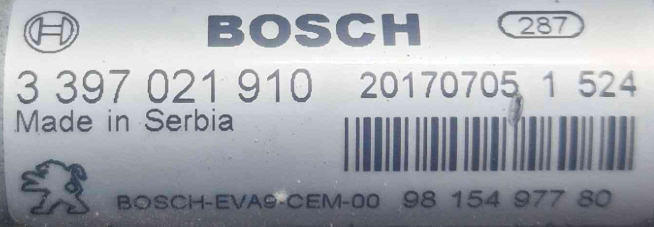 BOSCH 287
3 397 021 910 20170705 1 524
Made in Serbia
BOSCH-EVA9-CEM-00 98 154 977 80